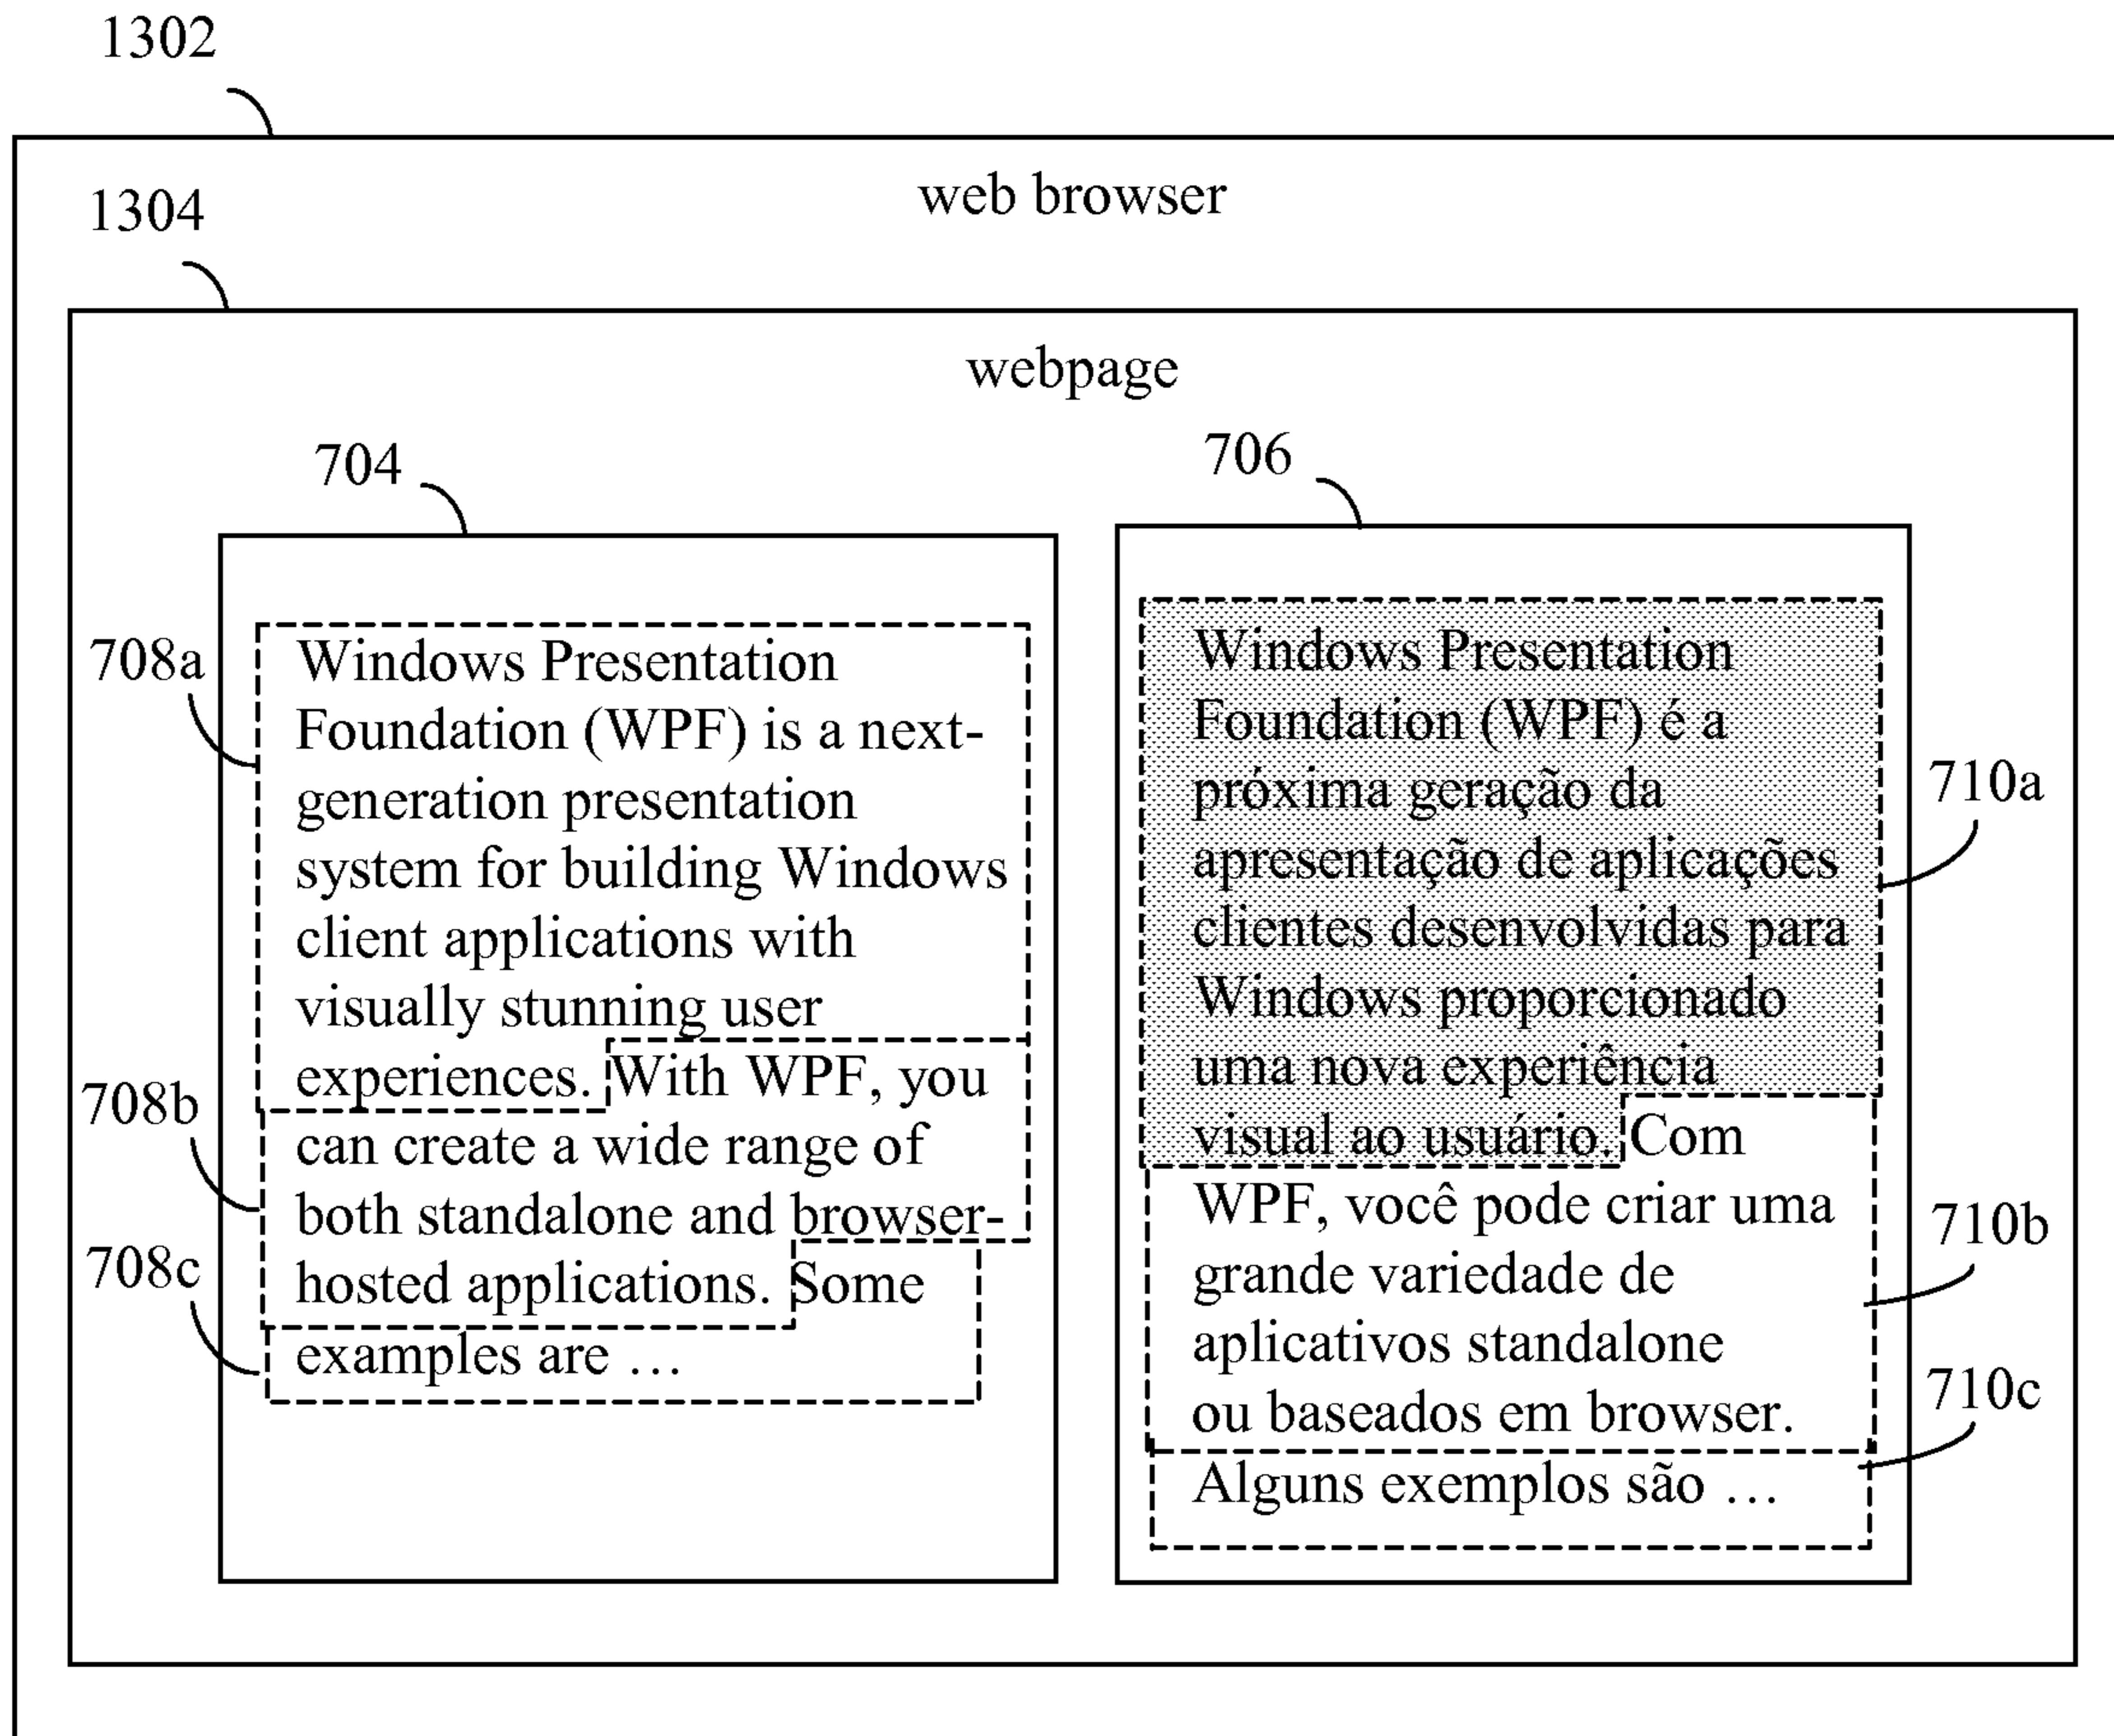 1302
web browser
1304
webpage
704
708a
Windows Presentation
Foundation (WPF) is a next-
generation presentation
system for building Windows
client applications with
visually stunning user
experiences. With WPF, you
708b
can create a wide range of
both standalone and browser-
708c
hosted applications. Some
examples are …
706
Windows Presentation
Foundation (WPF) é a
próxima geração da
710a
apresentação de aplicações
clientes desenvolvidas para
Windows proporcionado
uma nova experiência
visual ao usuário. Com
WPF, você pode criar uma
710b
grande variedade de
aplicativos standalone
710c
ou baseados em browser.
Alguns exemplos são …